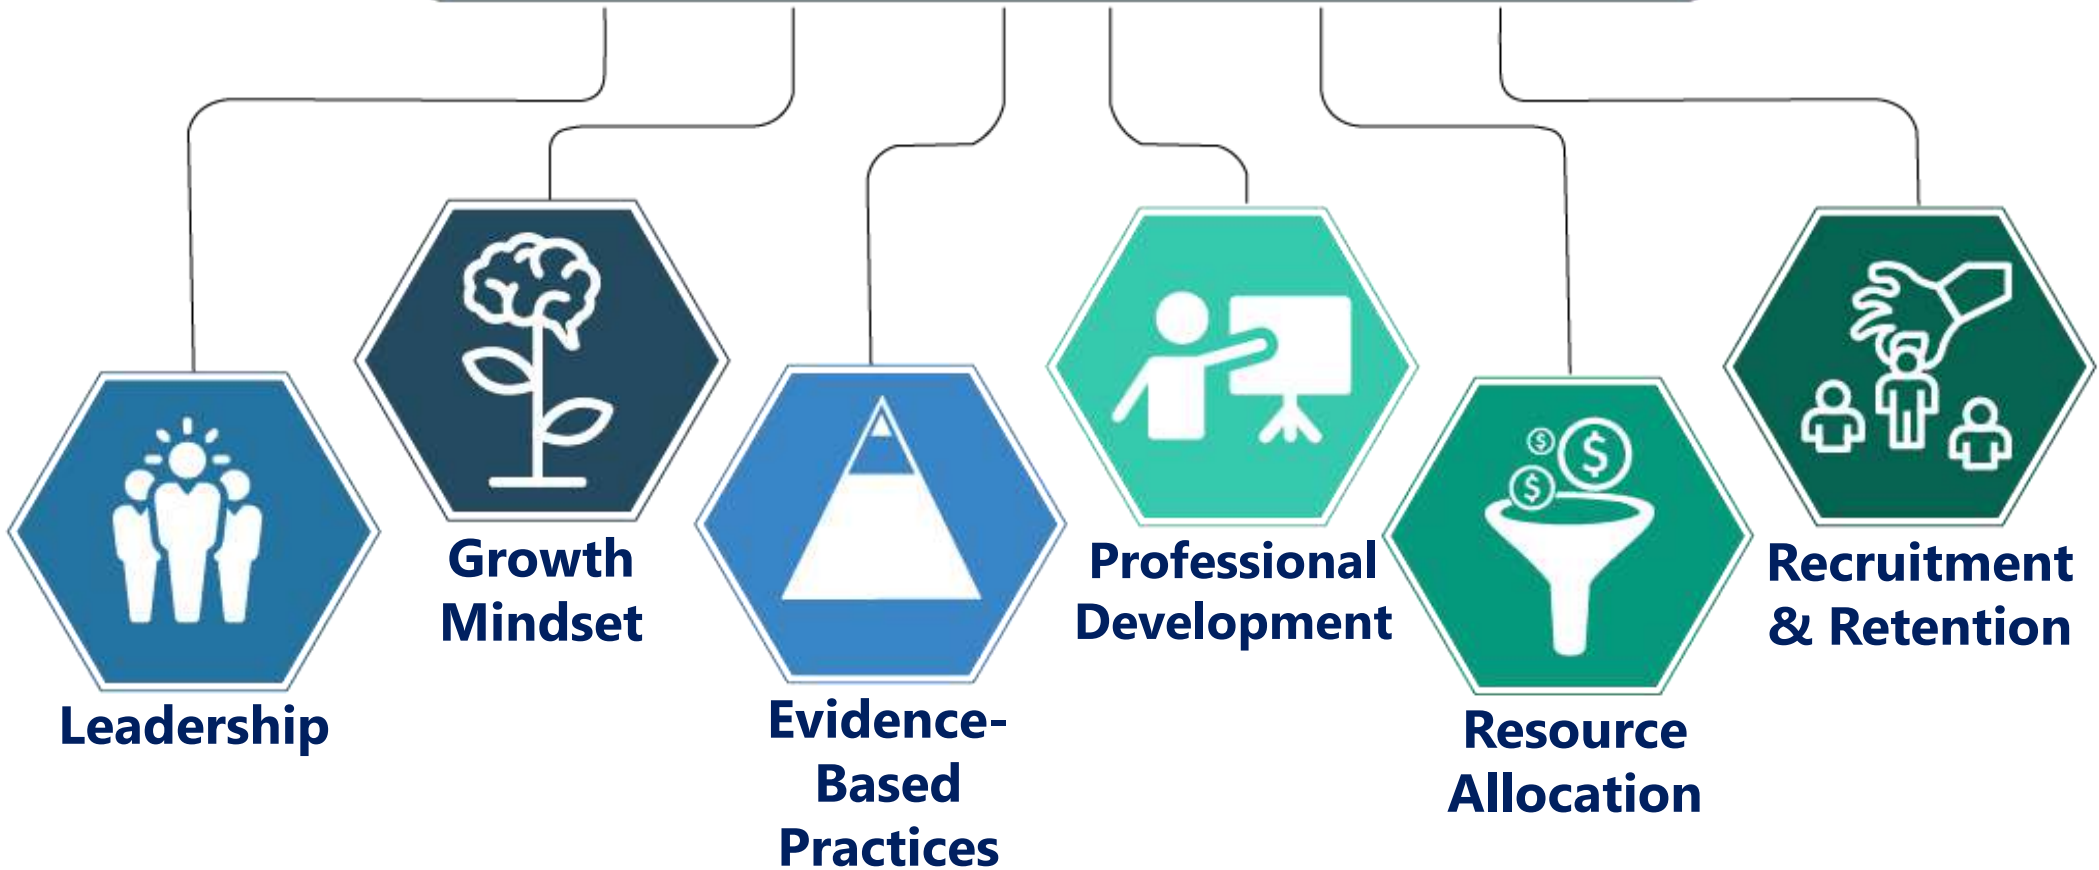 Leadership
Growth
Mindset
Evidence-
Based
Practices
Professional
Development
$
$
$
Resource
Allocation
Recruitment
& Retention